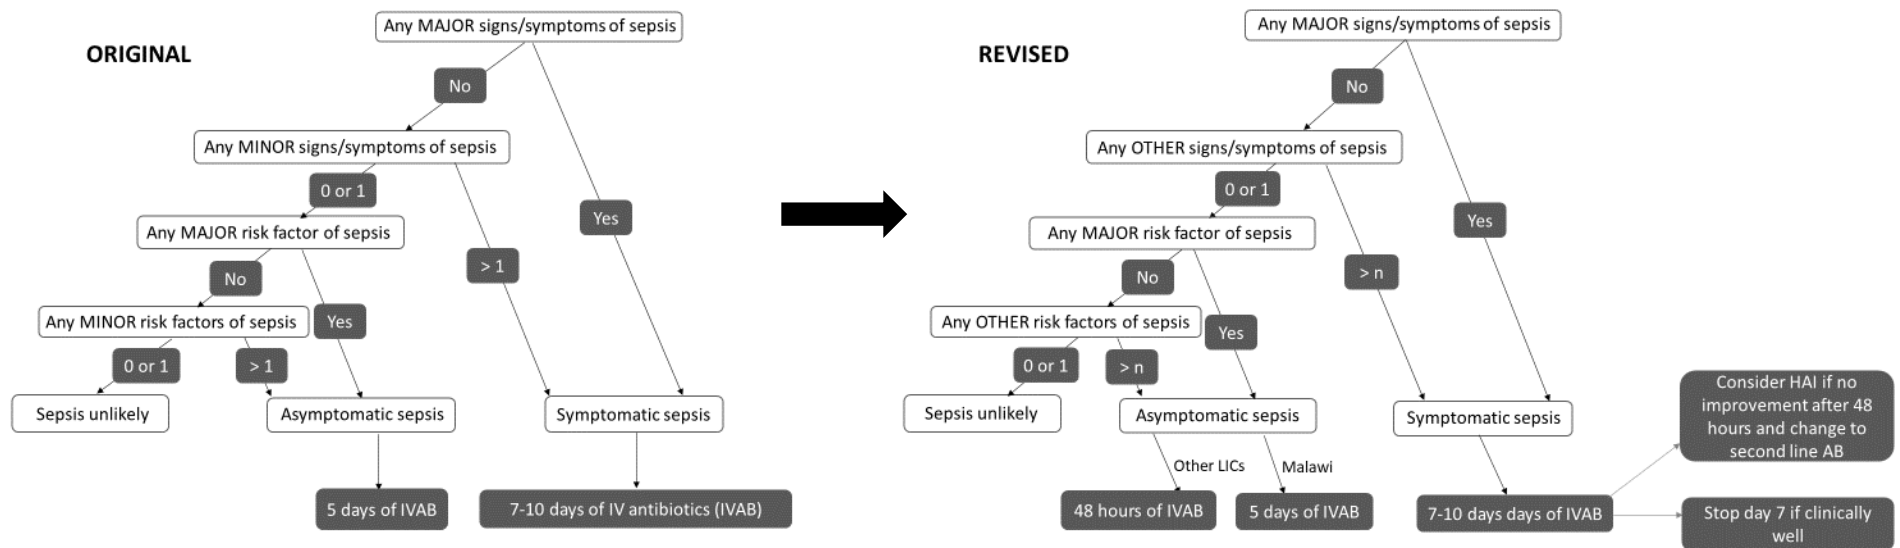 ORIGINAL
Any MAJOR signs/symptoms of sepsis
No
Any MINOR signs/symptoms of sepsis
0 or 1
Yes
Any MAJOR risk factor of sepsis
> 1
No
Any MINOR risk factors of sepsis
Yes
0 or 1
> 1
Sepsis unlikely
Asymptomatic sepsis
Symptomatic sepsis
5 days of IVAB
7-10 days of IV antibiotics (IVAB)
REVISED
Any MAJOR signs/symptoms of sepsis
No
Any OTHER signs/symptoms of sepsis
0 or 1
Yes
Any MAJOR risk factor of sepsis
> n
No
Any OTHER risk factors of sepsis
Yes
0 or 1
> n
Sepsis unlikely
Asymptomatic sepsis
Symptomatic sepsis
Other LICs
Malawi
48 hours of IVAB
5 days of IVAB
7-10 days days of IVAB
Consider HAI if no
improvement after 48
hours and change to
second line AB
Stop day 7 if clinically
well